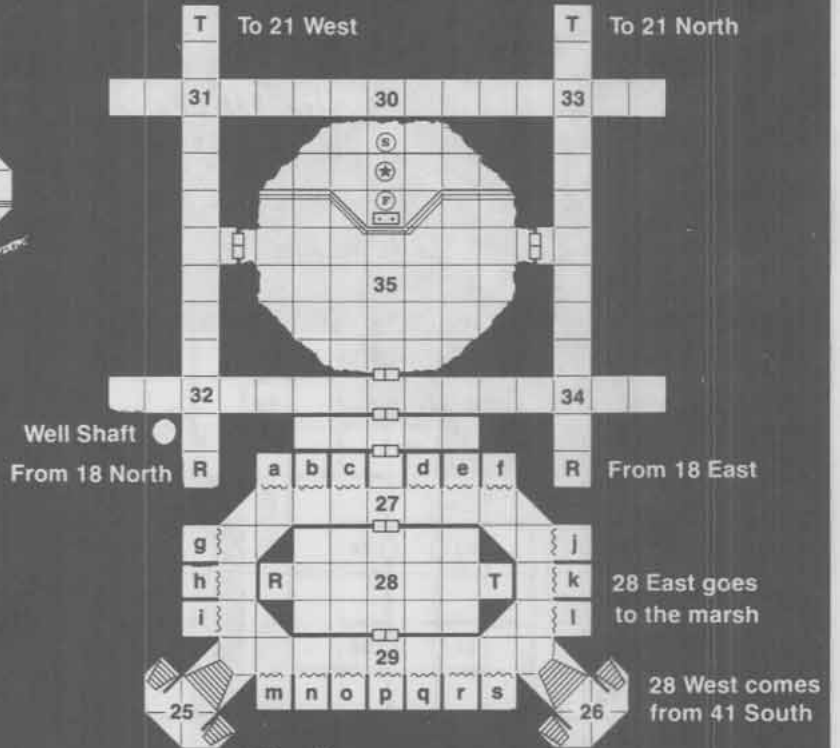 T To 21 West T To 21 North
31 30 33
S
F
35
32 34
Well Shaft
From 18 North R a b c d e f R From 18 East
27
g j
h R 28 T k 28 East goes
i l to the marsh
29
m n o p q r s 28 West comes
25 26 from 41 South